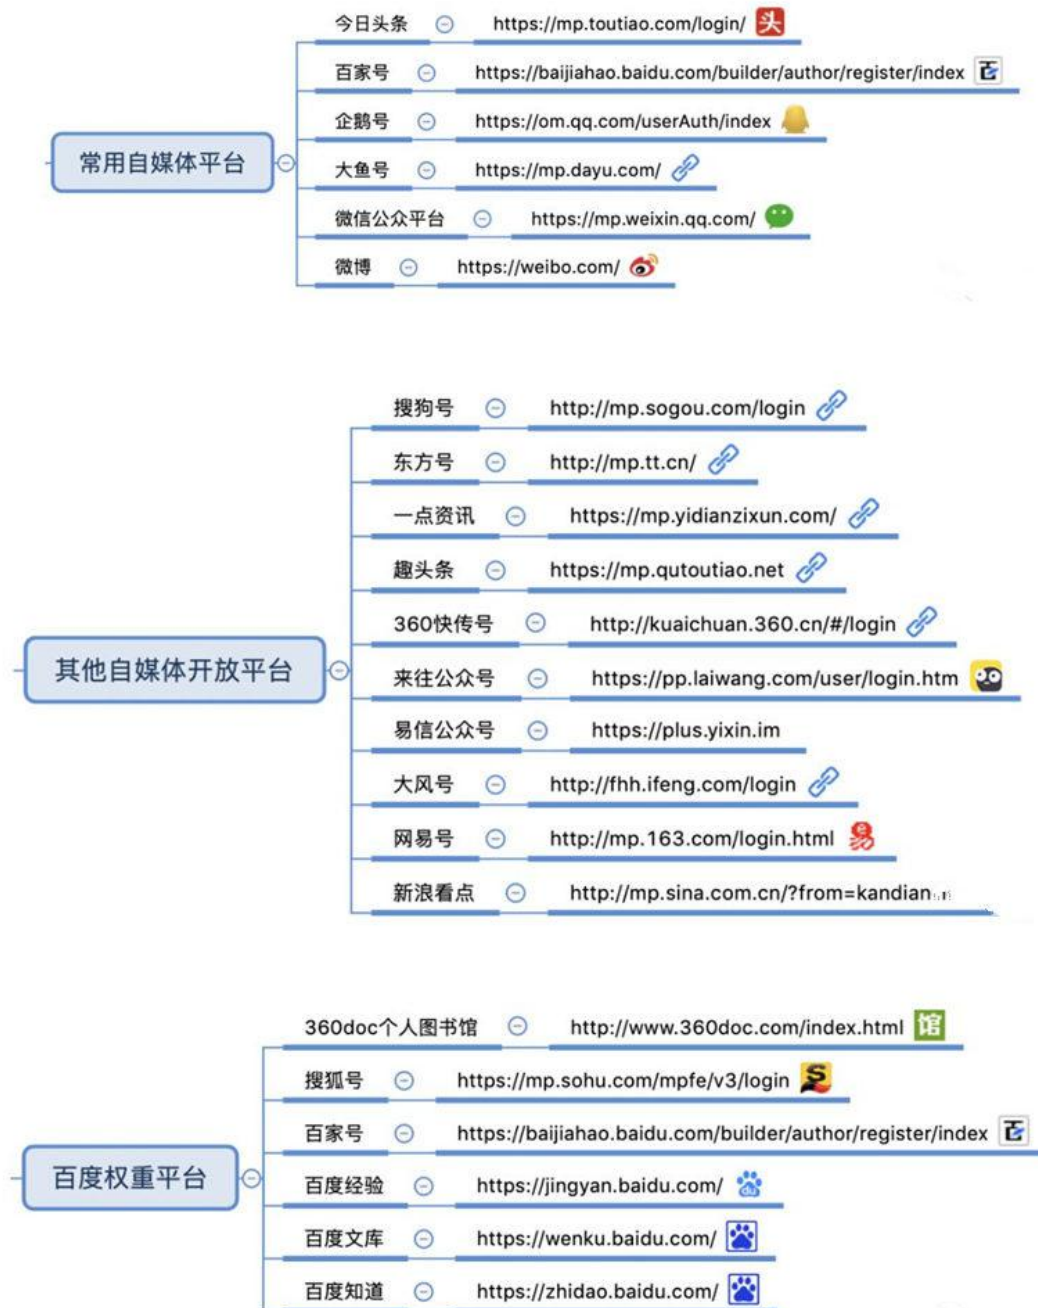 常用自媒体平台
今日头条 https://mp.toutiao.com/login/ 头
百家号 https://baijiahao.baidu.com/builder/author/register/index 百
企鹅号 https://om.qq.com/userAuth/index
大鱼号 https://mp.dayu.com/
微信公众平台 https://mp.weixin.qq.com/
微博 https://weibo.com/
其他自媒体开放平台
搜狗号 http://mp.sogou.com/login
东方号 http://mp.tt.cn/
一点资讯 https://mp.yidianzixun.com/
趣头条 https://mp.qutoutiao.net
360快传号 http://kuaichuan.360.cn/#/login
来往公众号 https://pp.laiwang.com/user/login.htm
易信公众号 https://plus.yixin.im
大风号 http://fhh.ifeng.com/login
网易号 http://mp.163.com/login.html 易
新浪看点 http://mp.sina.com.cn/?from=kandian
百度权重平台
360doc个人图书馆 http://www.360doc.com/index.html 馆
搜狐号 https://mp.sohu.com/mpfe/v3/login S
百家号 https://baijiahao.baidu.com/builder/author/register/index 百
百度经验 https://jingyan.baidu.com/ du
百度文库 https://wenku.baidu.com/
百度知道 https://zhidao.baidu.com/